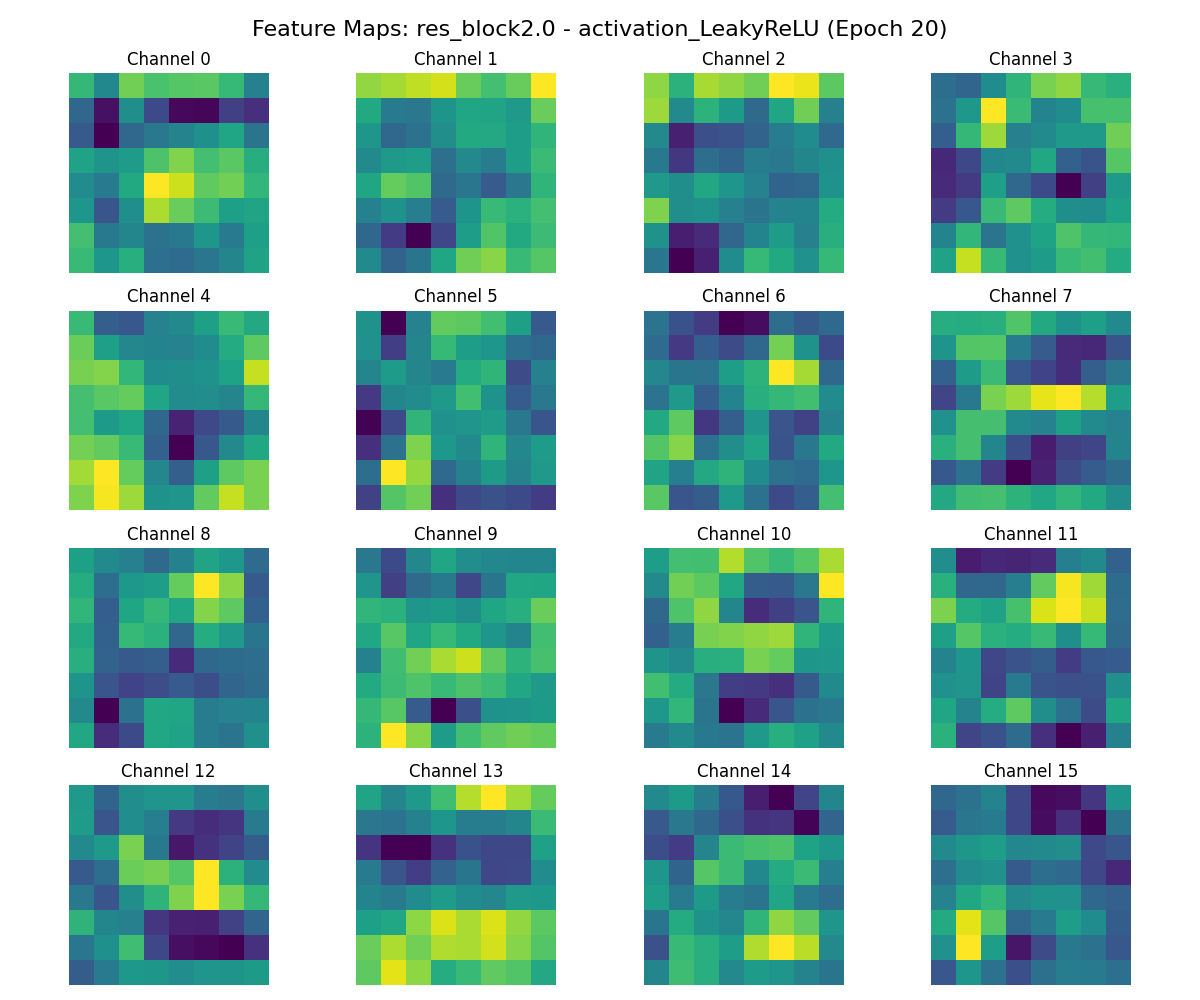 Feature Maps: res_block2.0 - activation_LeakyReLU (Epoch 20)
Channel 0
Channel 1
Channel 2
Channel 3
Channel 4
Channel 5
Channel 6
Channel 7
Channel 8
Channel 9
Channel 10
Channel 11
Channel 12
Channel 13
Channel 14
Channel 15